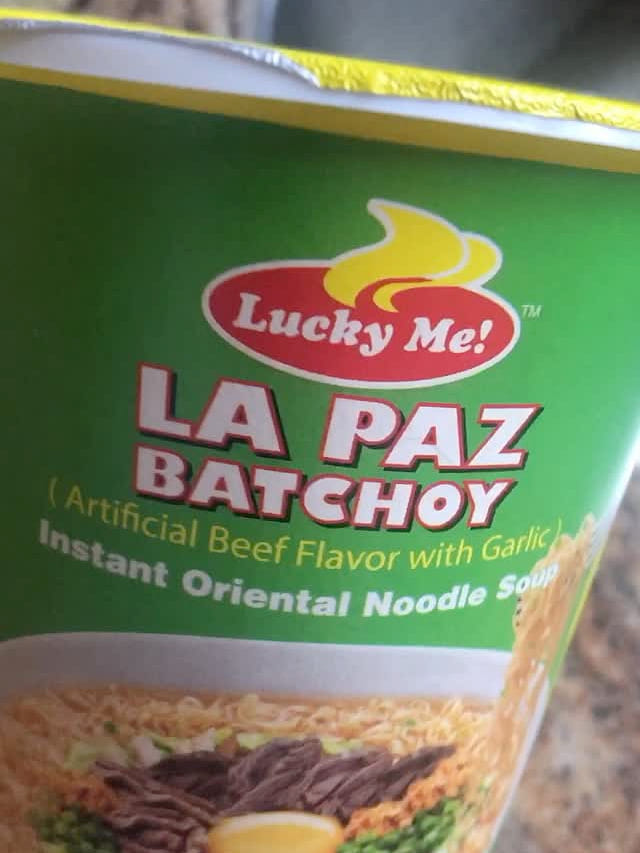 Lucky Me!
TM
LA PAZ
BATCHOY
(Artificial Beef Flavor with Garlic)
Instant Oriental Noodle Soup